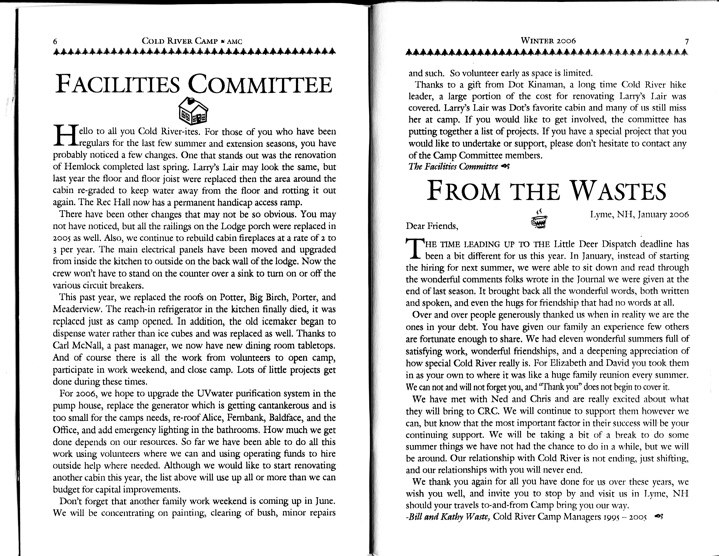 6 COLD RIVER CAMP AMC
FACILITIES COMMITTEE
Hello to all you Cold River-ites. For those of you who have been
regulars for the last few summer and extension seasons, you have
probably noticed a few changes. One that stands out was the renovation
of Hemlock completed last spring. Larry's Lair may look the same, but
last year the floor and floor joist were replaced then the area around the
cabin re-graded to keep water away from the floor and rotting it out
again. The Rec Hall now has a permanent handicap access ramp.
There have been other changes that may not be so obvious. You may
not have noticed, but all the railings on the Lodge porch were replaced in
2005 as well. Also, we continue to rebuild cabin fireplaces at a rate of 2 to
3 per year. The main electrical panels have been moved and upgraded
from inside the kitchen to outside on the back wall of the lodge. Now the
crew won't have to stand on the counter over a sink to turn on or off the
various circuit breakers.
This past year, we replaced the roofs on Potter, Big Birch, Porter, and
Meaderview. The reach-in refrigerator in the kitchen finally died, it was
replaced just as camp opened. In addition, the old icemaker began to
dispense water rather than ice cubes and was replaced as well. Thanks to
Carl McNall, a past manager, we now have new dining room tabletops.
And of course there is all the work from volunteers to open camp,
participate in work weekend, and close camp. Lots of little projects get
done during these times.
For 2006, we hope to upgrade the UVwater purification system in the
pump house, replace the generator which is getting cantankerous and is
too small for the camps needs, re-roof Alice, Fernbank, Baldface, and the
Office, and add emergency lighting in the bathrooms. How much we get
done depends on our resources. So far we have been able to do all this
work using volunteers where we can and using operating funds to hire
outside help where needed. Although we would like to start renovating
another cabin this year, the list above will use up all or more than we can
budget for capital improvements.
Don't forget that another family work weekend is coming up in June.
We will be concentrating on painting, clearing of bush, minor repairs
WINTER 2006 7
and such. So volunteer early as space is limited.
Thanks to a gift from Dot Kinaman, a long time Cold River hike
leader, a large portion of the cost for renovating Larry's Lair was
covered. Larry's Lair was Dot's favorite cabin and many of us still miss
her at camp. If you would like to get involved, the committee has
putting together a list of projects. If you have a special project that you
would like to undertake or support, please don't hesitate to contact any
of the Camp Committee members.
The Facilities Committee
FROM THE WASTES
Lyme, NH, January 2006
Dear Friends,
THE TIME LEADING UP TO THE Little Deer Dispatch deadline has
been a bit different for us this year. In January, instead of starting
the hiring for next summer, we were able to sit down and read through
the wonderful comments folks wrote in the Journal we were given at the
end of last season. It brought back all the wonderful words, both written
and spoken, and even the hugs for friendship that had no words at all.
Over and over people generously thanked us when in reality we are the
ones in your debt. You have given our family an experience few others
are fortunate enough to share. We had eleven wonderful summers full of
satisfying work, wonderful friendships, and a deepening appreciation of
how special Cold River really is. For Elizabeth and David you took them
in as your own to where it was like a huge family reunion every summer.
We can not and will not forget you, and "Thank you" does not begin to cover it.
We have met with Ned and Chris and are really excited about what
they will bring to CRC. We will continue to support them however we
can, but know that the most important factor in their success will be your
continuing support. We will be taking a bit of a break to do some
summer things we have not had the chance to do in a while, but we will
be around. Our relationship with Cold River is not ending, just shifting,
and our relationships with you will never end.
We thank you again for all you have done for us over these years, we
wish you well, and invite you to stop by and visit us in Lyme, NH
should your travels to-and-from Camp bring you our way.
-Bill and Kathy Waste, Cold River Camp Managers 1995 – 2005